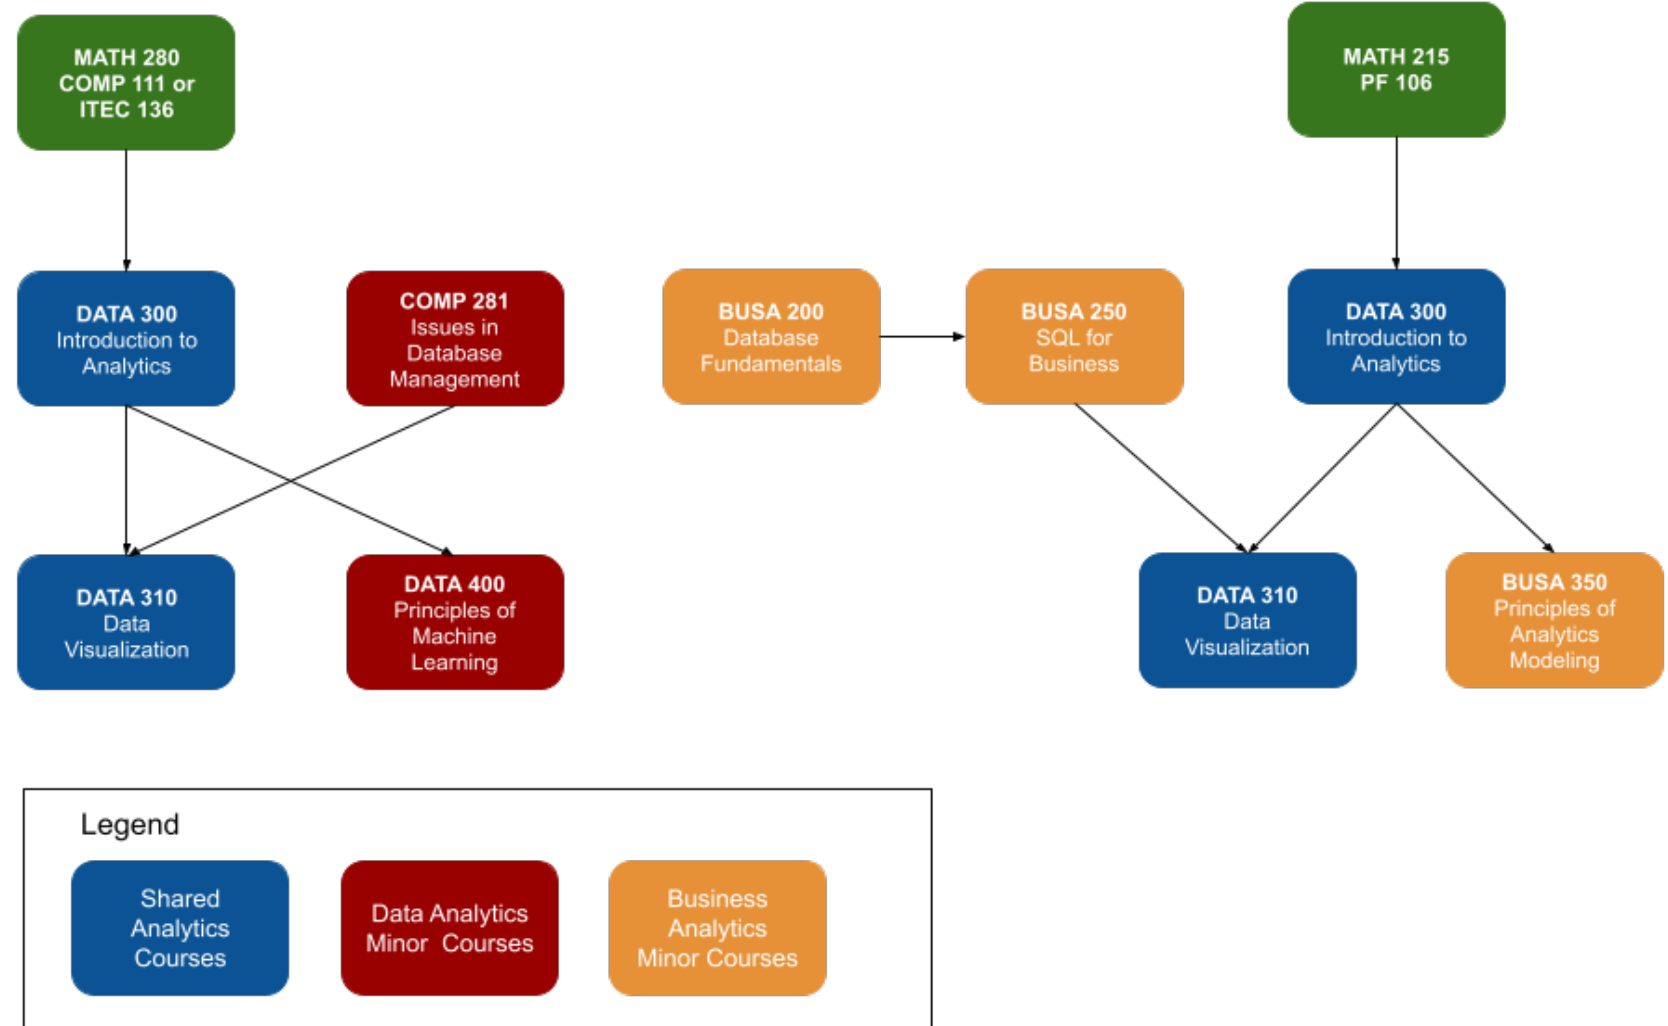 MATH 280
COMP 111 or
ITEC 136
MATH 215
PF 106
DATA 300
Introduction to
Analytics
COMP 281
Issues in
Database
Management
BUSA 200
Database
Fundamentals
BUSA 250
SQL for
Business
DATA 300
Introduction to
Analytics
DATA 310
Data
Visualization
DATA 400
Principles of
Machine
Learning
DATA 310
Data
Visualization
BUSA 350
Principles of
Analytics
Modeling
Legend
Shared
Analytics
Courses
Data Analytics
Minor Courses
Business
Analytics
Minor Courses